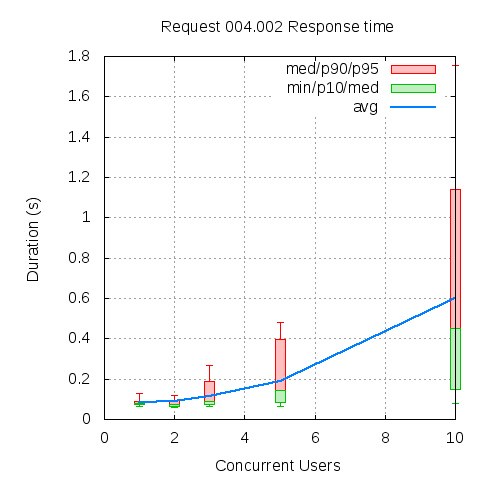 Request 004.002 Response time
med/p90/p95
min/p10/med
avg
1.8
1.6
1.4
1.2
1
0.8
0.6
0.4
0.2
0
Duration (s)
0 2 4 6 8 10
Concurrent Users